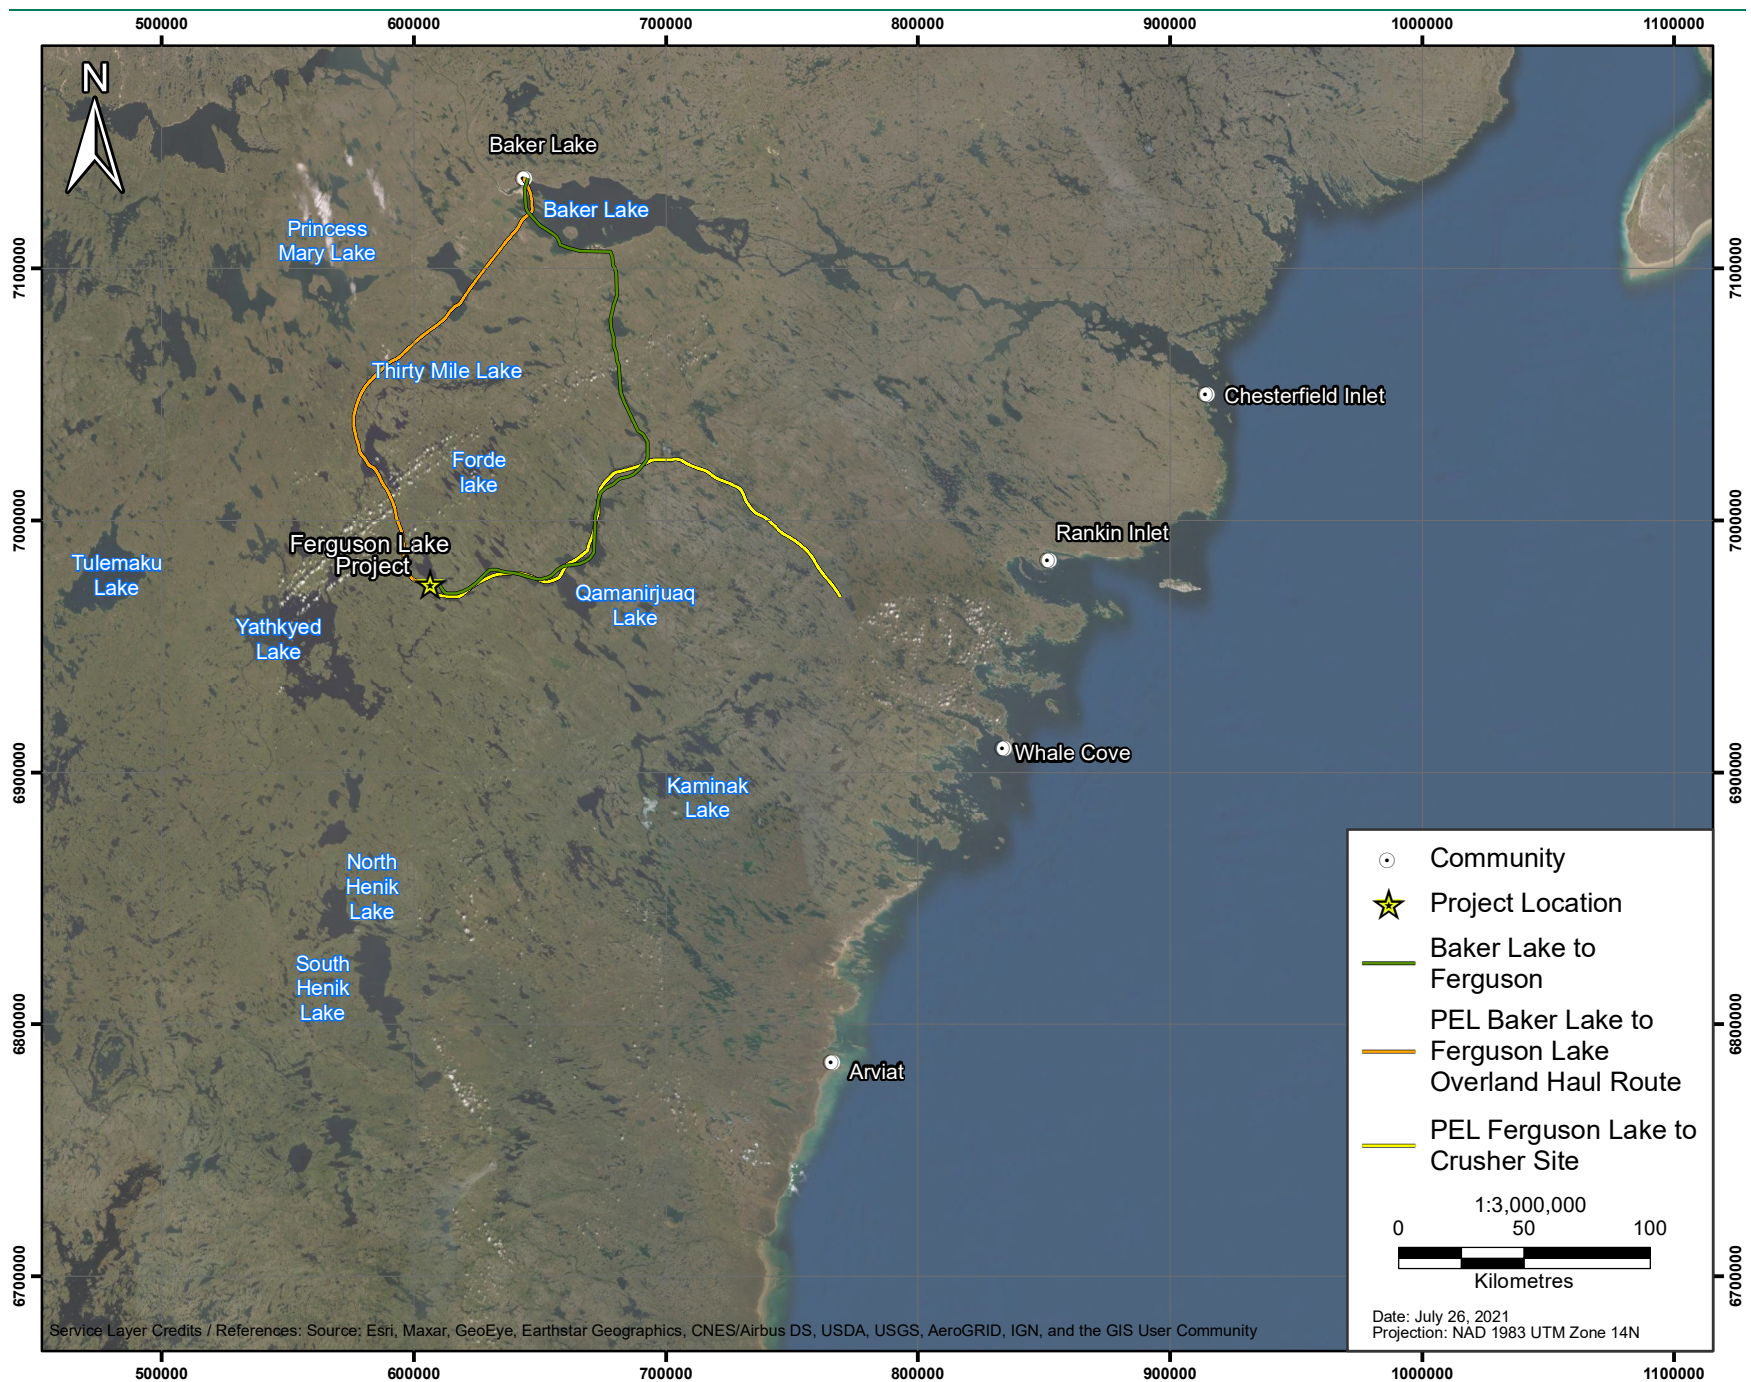 500000 600000 700000 800000 900000 1000000 1100000
N
Baker Lake
Baker Lake
Princess
Mary Lake
7100000
7100000
Thirty Mile Lake
Chesterfield Inlet
Forde
lake
7000000
7000000
Rankin Inlet
Ferguson Lake
Project
Tulemaku
Lake
Qamanirjuaq
Lake
Yathkyed
Lake
Whale Cove
6900000
6900000
Kaminak
Lake
North
Henik
Lake
South
Henik
Lake
6800000
6800000
Arviat
6700000
6700000
Community
Project Location
Baker Lake to
Ferguson
PEL Baker Lake to
Ferguson Lake
Overland Haul Route
PEL Ferguson Lake to
Crusher Site
1:3,000,000
0 50 100
Kilometres
Date: July 26, 2021
Projection: NAD 1983 UTM Zone 14N
Service Layer Credits / References: Source: Esri, Maxar, GeoEye, Earthstar Geographics, CNES/Airbus DS, USDA, USGS, AeroGRID, IGN, and the GIS User Community
500000 600000 700000 800000 900000 1000000 1100000